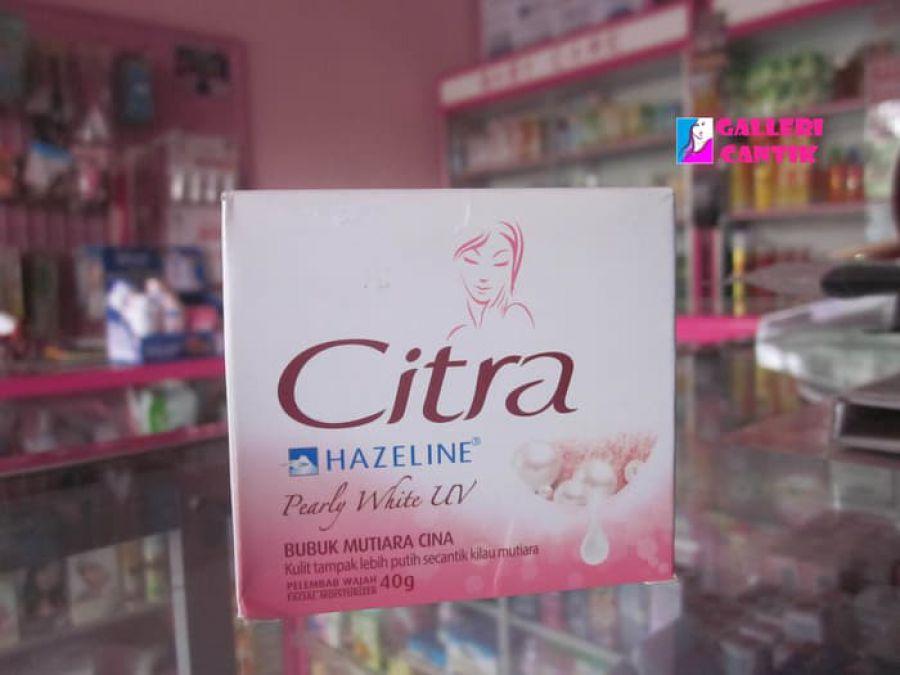 GALLERI
CANTIK
Citra
HAZELINE®
Pearly White UV
BUBUK MUTIARA CINA
Kulit tampak lebih putih secantik kilau mutiara
PELEMBAB WAJAH
FACIAL MOISTURIZER
40g